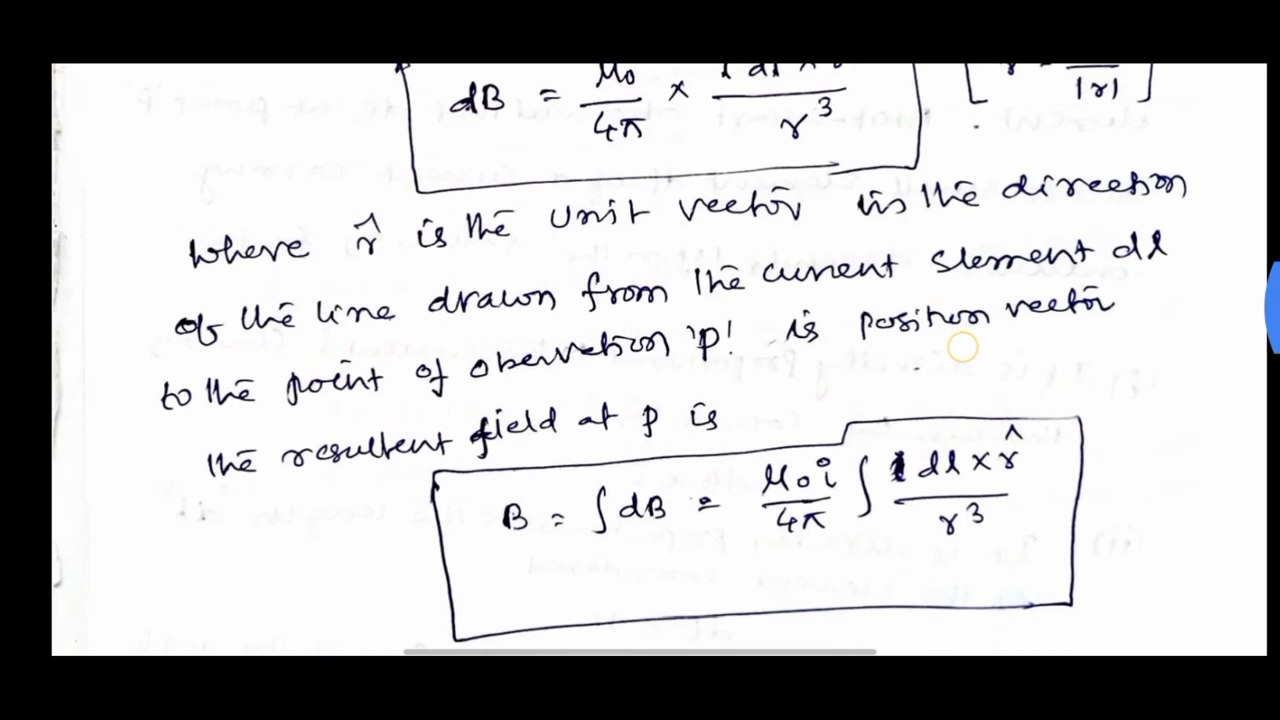 dB = μ₀/4π × i dl × r̂/r³ [r̂ = r/|r|]
where r̂ is the unit vector in the direction
of the line drawn from the current element dl
to the point of observation 'p' is position vector
the resultent field at p is
B = ∫ dB = μ₀i/4π ∫ dl × r̂/r³